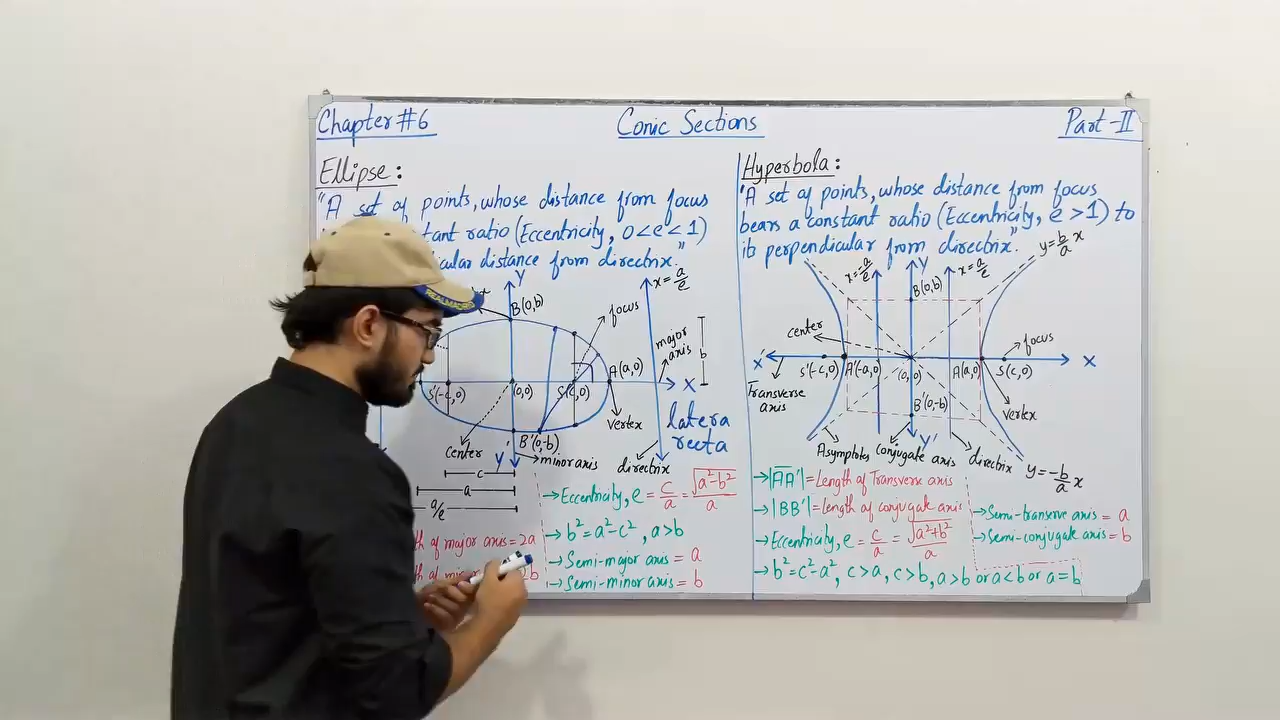 Chapter #6
Conic Sections
Part-II
Ellipse:
"A set of points, whose distance from focus
tant ratio (Eccentricity, 0<e<1)
cular distance from directrix."
Y
x=a/e
B(0,b)
focus
major
axis
b
A(a,0)
X
S'(-c,0)
(0,0)
S(c,0)
vertex
latera
recta
center
B'(0,-b)
Y'
minor axis
directrix
c
a
a/e
→Eccentricity, e = c/a = √(a²-b²)/a
→b²=a²-c², a>b
th of major axis=2a
→Semi-major axis = a
→Semi-minor axis = b
REAL MADRID
Hyperbola:
"A set of points, whose distance from focus
bears a constant ratio (Eccentricity, e>1) to
its perpendicular from directrix."
y=b/a x
x=-a/e
Y
x=a/e
B(0,b)
center
focus
X'
X
S'(-c,0)
A'(-a,0)
(0,0)
A(a,0)
S(c,0)
Transverse
axis
B'(0,-b)
vertex
Y'
Asymptotes
conjugate axis
directrix
y=-b/a x
→|AA'|=Length of Transverse axis
→|BB'|=length of conjugate axis
→Semi-transverse axis = a
→Semi-conjugate axis = b
→Eccentricity, e = c/a = √(a²+b²)/a
→b²=c²-a², c>a, c>b, a>b or a<b or a=b